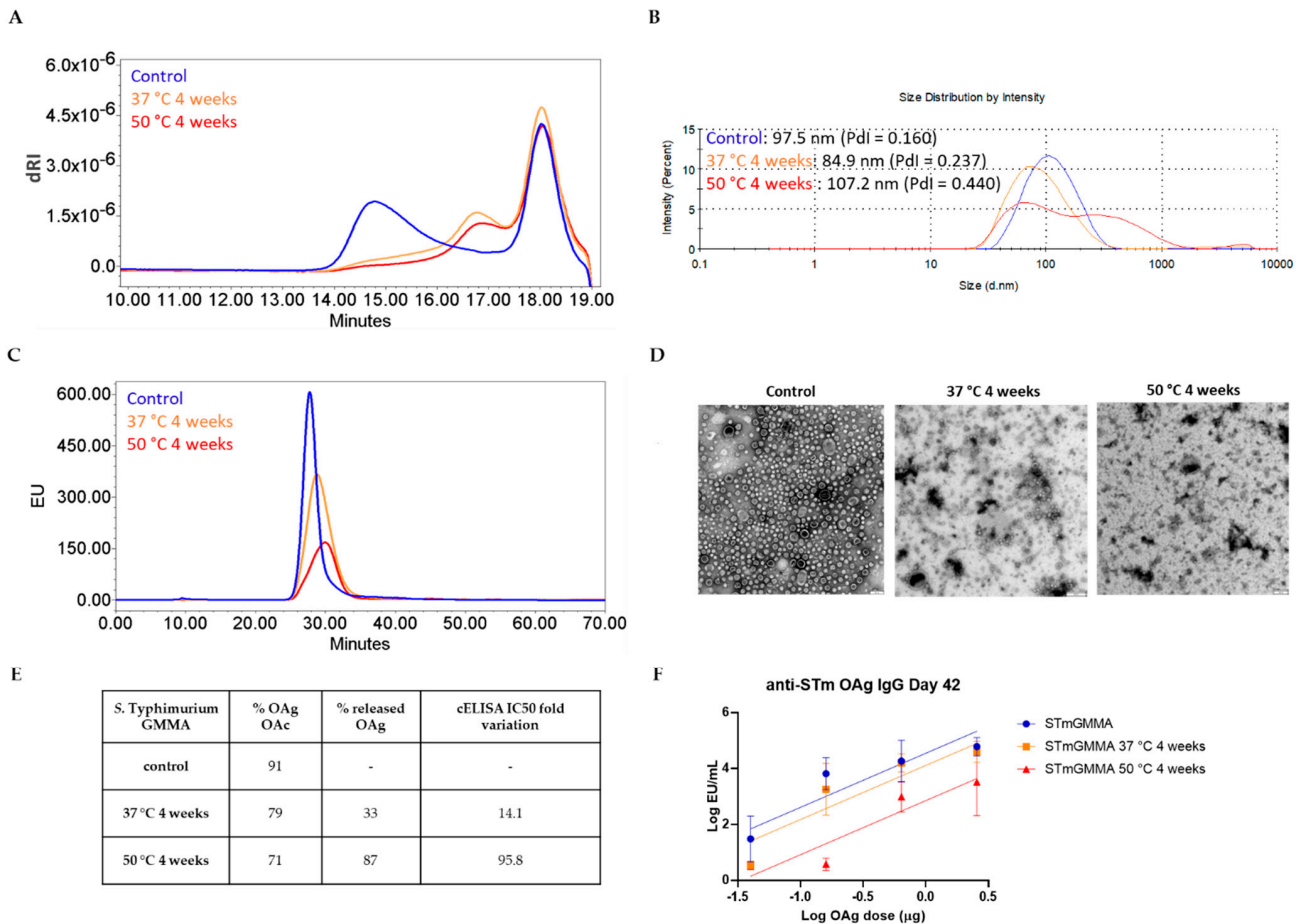 A
6.0x10-6
4.5x10-6
3.0x10-6
1.5x10-6
0.0
dRI
Control
37 °C 4 weeks
50 °C 4 weeks
10.00 11.00 12.00 13.00 14.00 15.00 16.00 17.00 18.00 19.00
Minutes
B
Size Distribution by Intensity
Intensity (Percent)
15
10
5
0
Control: 97.5 nm (PdI = 0.160)
37 °C 4 weeks: 84.9 nm (PdI = 0.237)
50 °C 4 weeks : 107.2 nm (PdI = 0.440)
0.1 1 10 100 1000 10000
Size (d.nm)
C
EU
600.00
450.00
300.00
150.00
0.00
Control
37 °C 4 weeks
50 °C 4 weeks
0.00 10.00 20.00 30.00 40.00 50.00 60.00 70.00
Minutes
D
Control 37 °C 4 weeks 50 °C 4 weeks
E
S. Typhimurium GMMA % OAg OAc % released OAg cELISA IC50 fold variation
control 91 - -
37 °C 4 weeks 79 33 14.1
50 °C 4 weeks 71 87 95.8
F
anti-STm OAg IgG Day 42
Log EU/mL
6
4
2
0
-1.5 -1.0 -0.5 0.0 0.5
Log OAg dose (µg)
STmGMMA
STmGMMA 37 °C 4 weeks
STmGMMA 50 °C 4 weeks